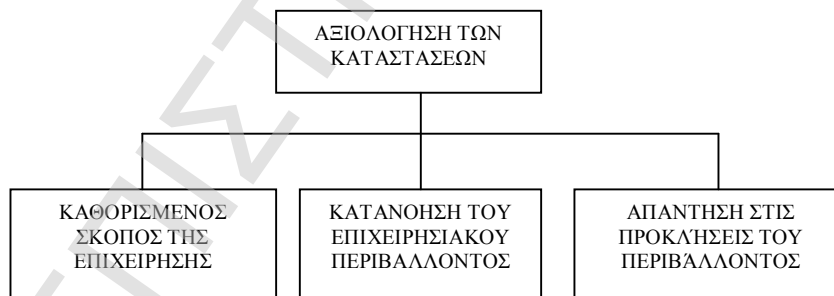 ΑΞΙΟΛΟΓΗΣΗ ΤΩΝ
ΚΑΤΑΣΤΑΣΕΩΝ
ΚΑΘΟΡΙΣΜΕΝΟΣ
ΣΚΟΠΟΣ ΤΗΣ
ΕΠΙΧΕΙΡΗΣΗΣ
ΚΑΤΑΝΟΗΣΗ ΤΟΥ
ΕΠΙΧΕΙΡΗΣΙΑΚΟΥ
ΠΕΡΙΒΑΛΛΟΝΤΟΣ
ΑΠΑΝΤΗΣΗ ΣΤΙΣ
ΠΡΟΚΛΉΣΕΙΣ ΤΟΥ
ΠΕΡΙΒΆΛΛΟΝΤΟΣ